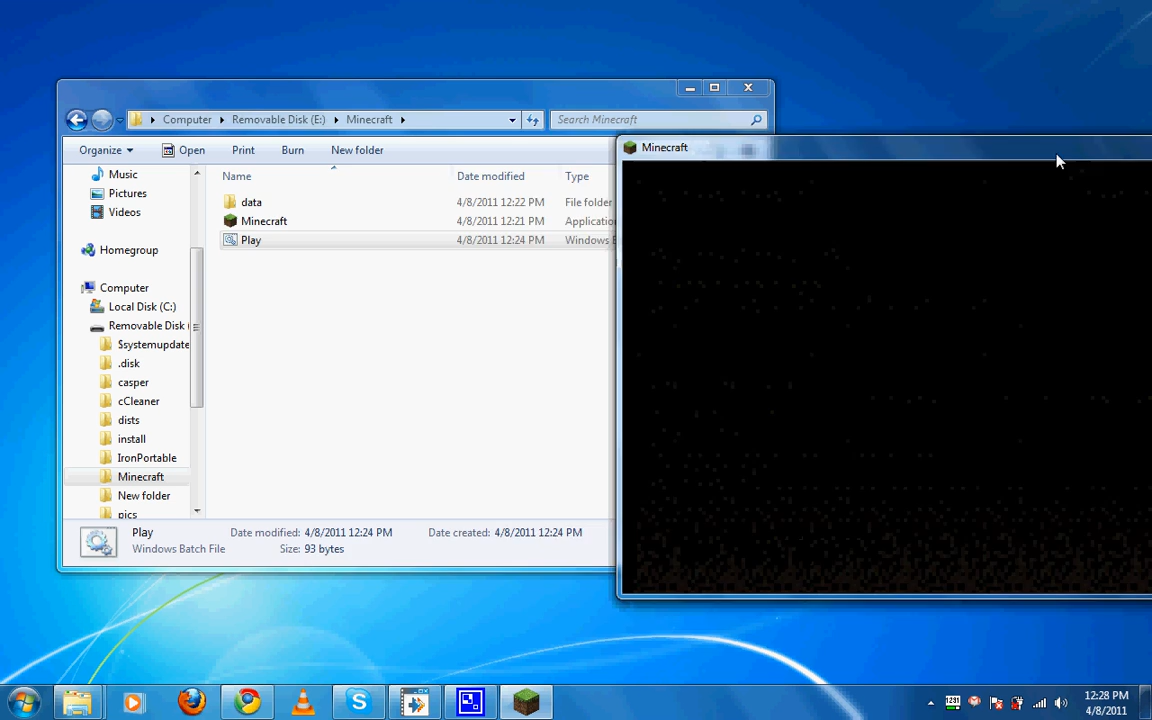 Computer Removable Disk (E:) Minecraft
Search Minecraft
Organize Open Print Burn New folder
Minecraft
Music
Pictures
Videos
Homegroup
Computer
Local Disk (C:)
Removable Disk (
$systemupdate
.disk
casper
cCleaner
dists
install
IronPortable
Minecraft
New folder
pics
Name Date modified Type
data 4/8/2011 12:22 PM File folder
Minecraft 4/8/2011 12:21 PM Applicatio
Play 4/8/2011 12:24 PM Windows B
Play Date modified: 4/8/2011 12:24 PM Date created: 4/8/2011 12:24 PM
Windows Batch File Size: 93 bytes
12:28 PM
4/8/2011